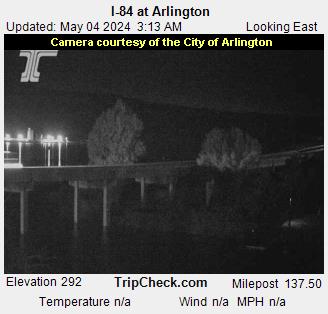 I-84 at Arlington
Updated: May 04 2024 3:13 AM Looking East
Camera courtesy of the City of Arlington
Elevation 292 TripCheck.com Milepost 137.50
Temperature n/a Wind n/a MPH n/a